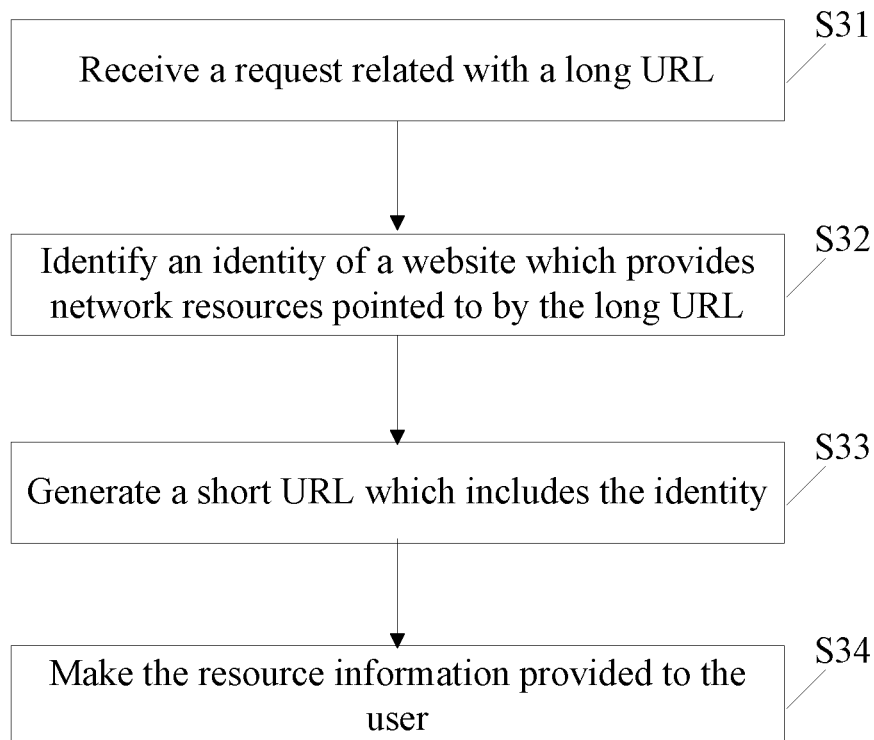 S31
Receive a request related with a long URL
S32
Identify an identity of a website which provides
network resources pointed to by the long URL
S33
Generate a short URL which includes the identity
S34
Make the resource information provided to the
user